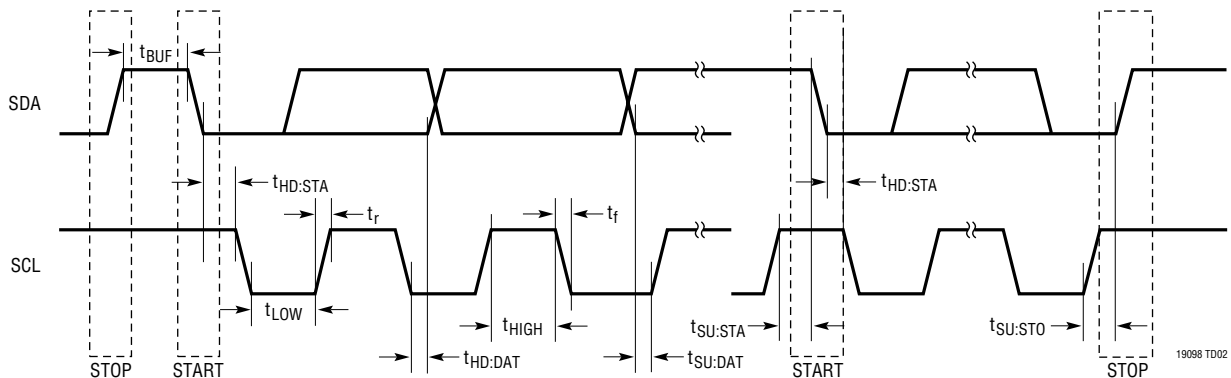 tBUF
SDA
tHD:STA
tr
tf
tHD:STA
SCL
tLOW
tHIGH
tSU:STA
tSU:STO
tHD:DAT
tSU:DAT
19098 TD02
STOP
START
START
STOP